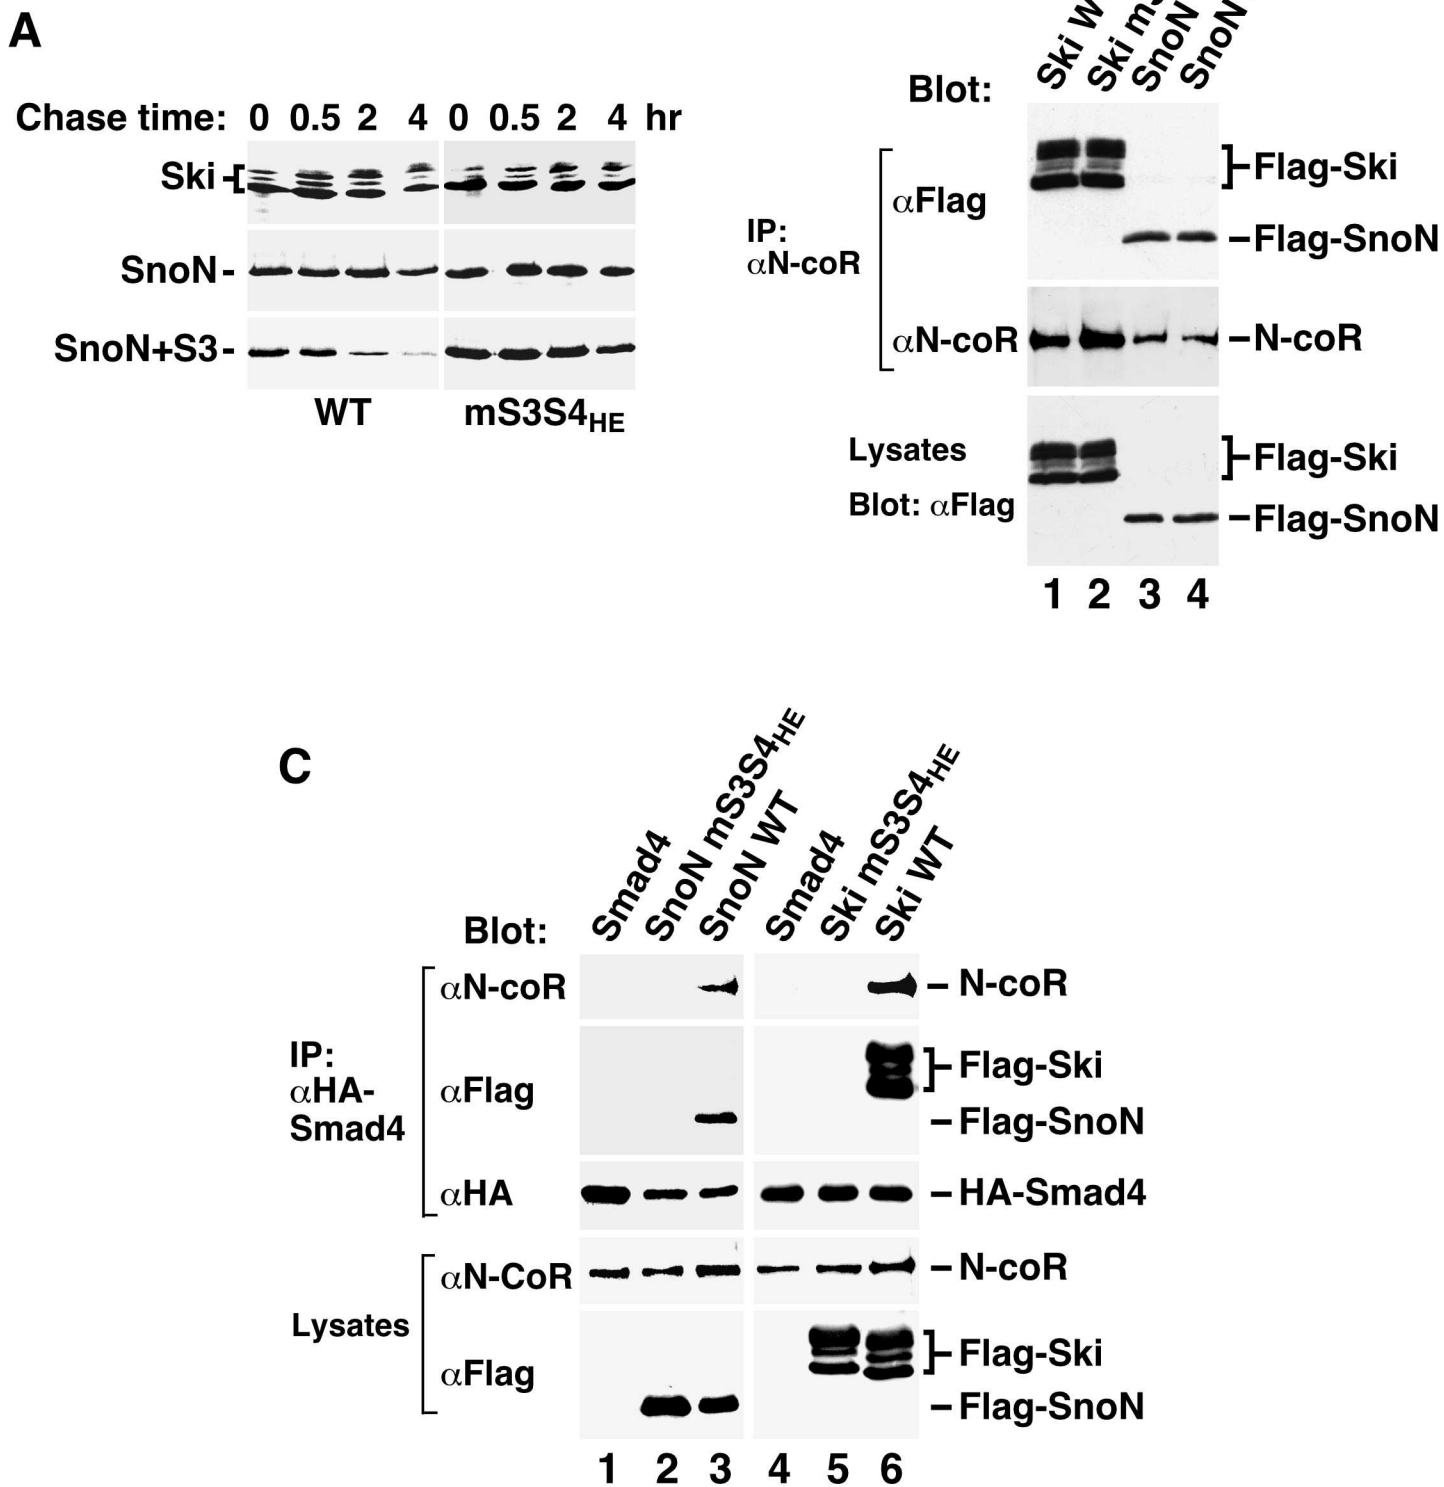 A
Chase time: 0 0.5 2 4 0 0.5 2 4 hr
Ski
SnoN
SnoN+S3
WT mS3S4HE
Blot:
Ski Ski SnoN SnoN
IP:
αN-coR
αFlag
Flag-Ski
Flag-SnoN
αN-coR
N-coR
Lysates
Blot: αFlag
Flag-Ski
Flag-SnoN
1 2 3 4
C
Blot:
Smad4 SnoN mS3S4HE SnoN WT Smad4 Ski mS3S4HE Ski WT
IP:
αHA-
Smad4
αN-coR
N-coR
αFlag
Flag-Ski
Flag-SnoN
αHA
HA-Smad4
Lysates
αN-CoR
N-coR
αFlag
Flag-Ski
Flag-SnoN
1 2 3 4 5 6